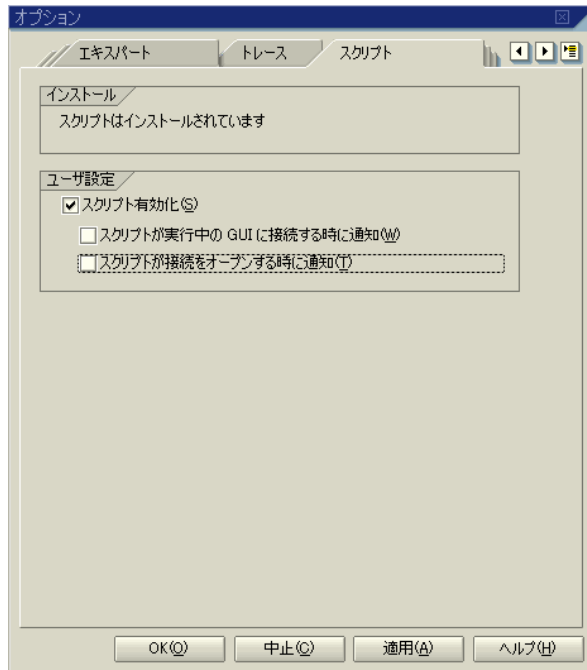 オプション
エキスパート トレース スクリプト
インストール
スクリプトはインストールされています
ユーザ設定
スクリプト有効化(S)
スクリプトが実行中の GUI に接続する時に通知(W)
スクリプトが接続をオープンする時に通知(T)
OK(O) 中止(C) 適用(A) ヘルプ(H)